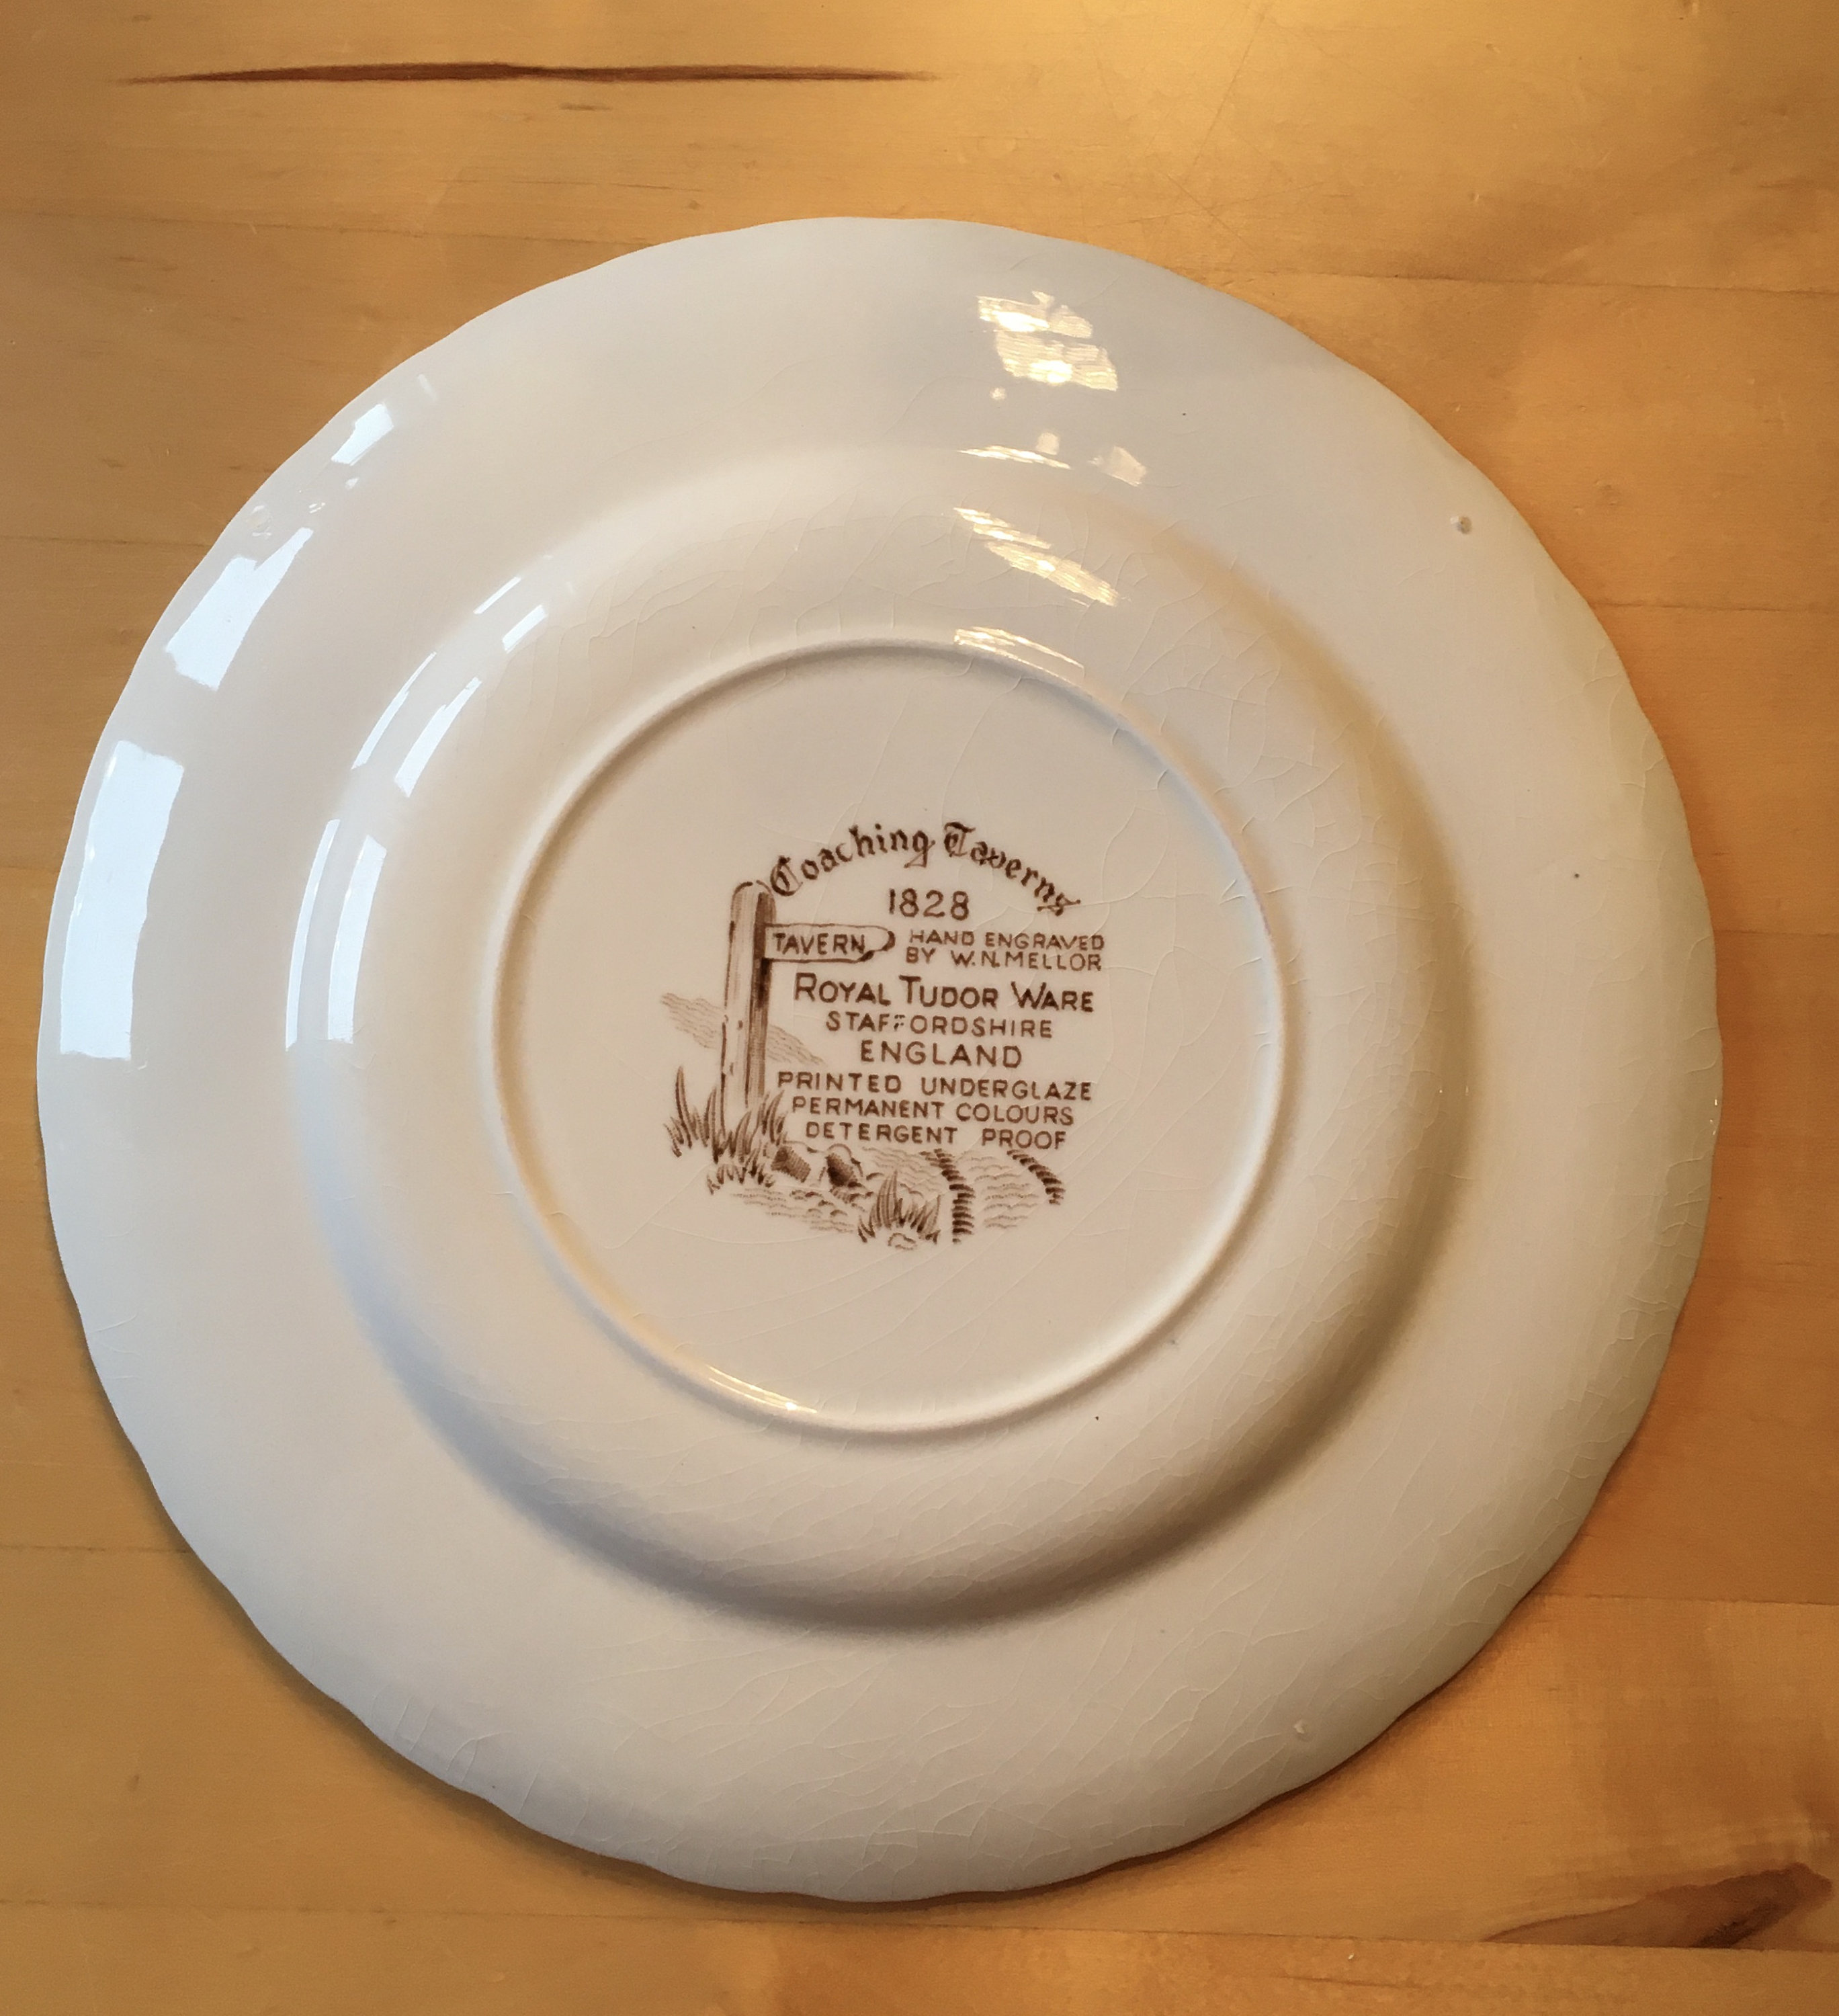 Coaching Taverns
1828
TAVERN
HAND ENGRAVED
BY W.N.MELLOR
ROYAL TUDOR WARE
STAFFORDSHIRE
ENGLAND
PRINTED UNDERGLAZE
PERMANENT COLOURS
DETERGENT PROOF